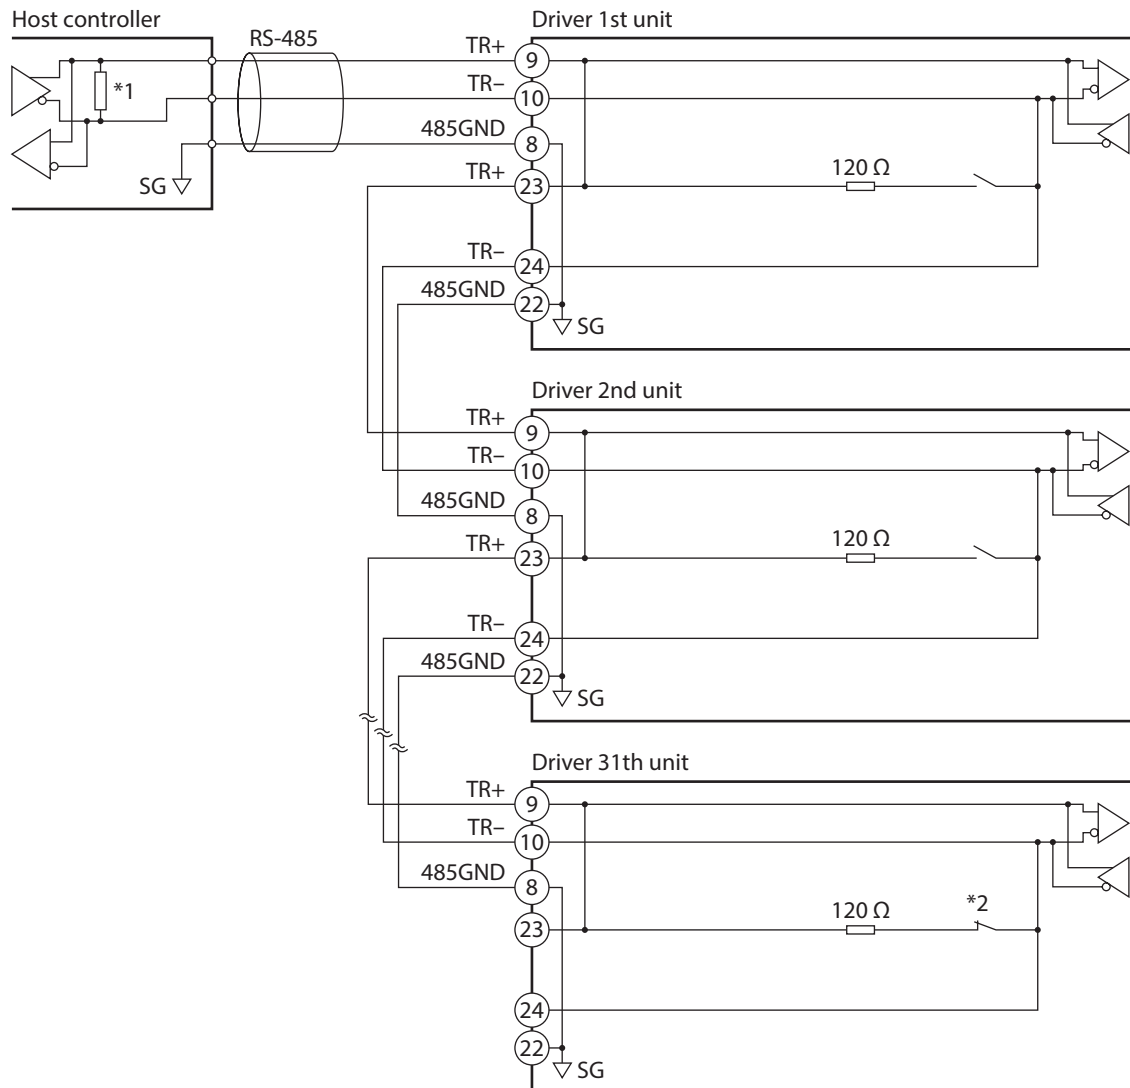 Host controller
RS-485
*1
SG
Driver 1st unit
TR+
9
TR–
10
485GND
8
TR+
23
120 Ω
TR–
24
485GND
22
SG
Driver 2nd unit
TR+
9
TR–
10
485GND
8
TR+
23
120 Ω
TR–
24
485GND
22
SG
Driver 31th unit
TR+
9
TR–
10
485GND
8
23
120 Ω
*2
24
22
SG